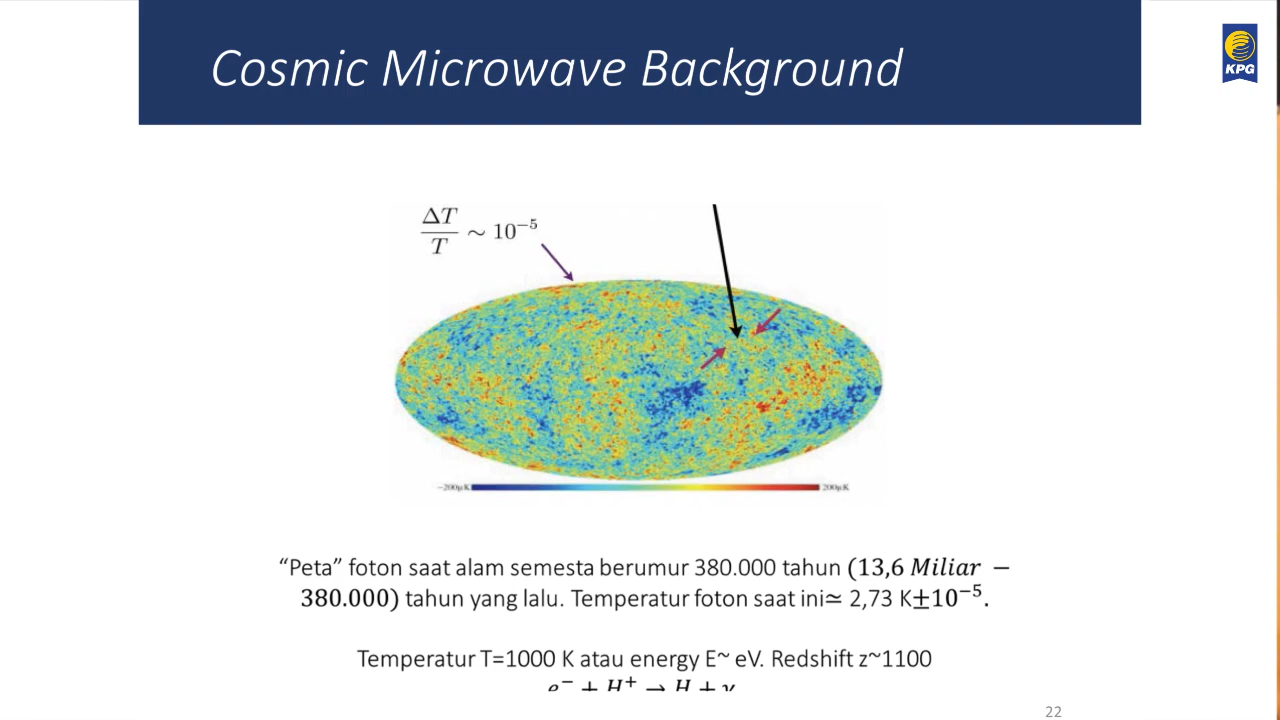 Cosmic Microwave Background
KPG
ΔT/T ∼ 10⁻⁵
−200μK 200μK
“Peta” foton saat alam semesta berumur 380.000 tahun (13,6 Miliar −
380.000) tahun yang lalu. Temperatur foton saat ini≃ 2,73 K±10⁻⁵.
Temperatur T=1000 K atau energy E~ eV. Redshift z~1100
e⁻ + H⁺ → H + γ
22